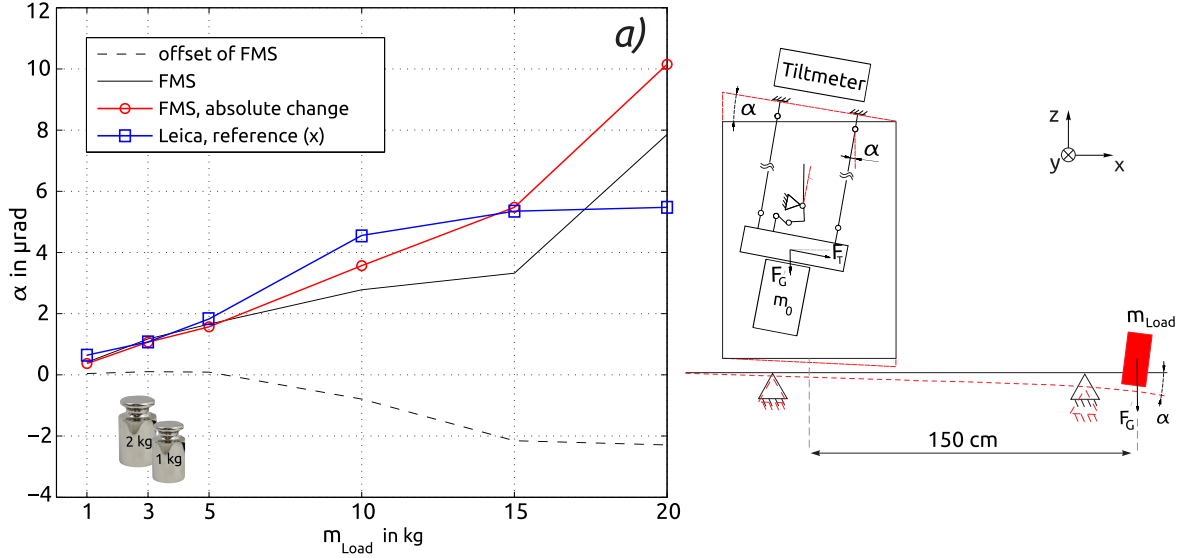 12
10
8
6
4
2
0
−2
−4
α in µrad
a)
offset of FMS
FMS
FMS, absolute change
Leica, reference (x)
2 kg
1 kg
1
3
5
10
15
20
m_Load in kg
Tiltmeter
α
α
F_T
F_G
m_0
z
y
x
m_Load
F_G
α
150 cm